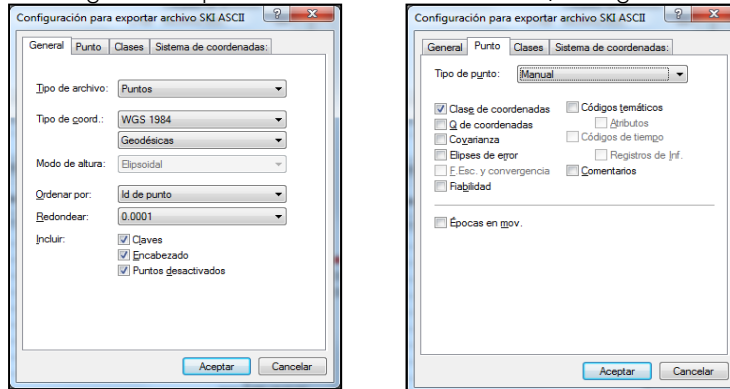 Configuración para exportar archivo SKI ASCII
General Punto Clases Sistema de coordenadas:
Tipo de archivo: Puntos
Tipo de coord.: WGS 1984
Geodésicas
Modo de altura: Elipsoidal
Ordenar por: Id de punto
Redondear: 0.0001
Incluir: Claves
Encabezado
Puntos desactivados
Aceptar Cancelar
Configuración para exportar archivo SKI ASCII
General Punto Clases Sistema de coordenadas:
Tipo de punto: Manual
Clase de coordenadas Códigos temáticos
Q de coordenadas Atributos
Covarianza Códigos de tiempo
Elipses de error Registros de Inf.
F.Esc. y convergencia Comentarios
Fiabilidad
Épocas en mov.
Aceptar Cancelar